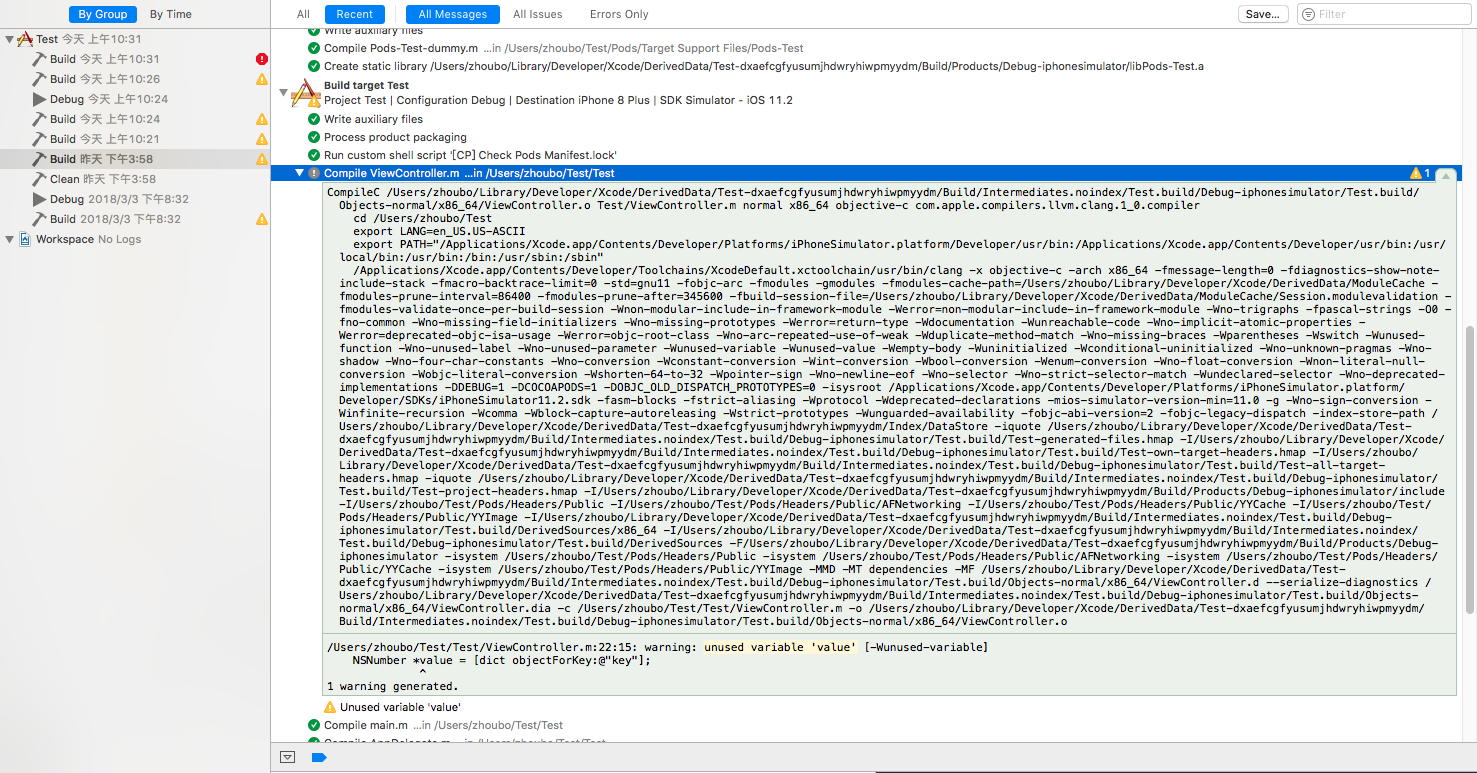 By Group By Time
All Recent All Messages All Issues Errors Only Save... Filter
Test 今天 上午10:31
Build 今天 上午10:31
Build 今天 上午10:26
Debug 今天 上午10:24
Build 今天 上午10:24
Build 今天 上午10:21
Build 昨天 下午3:58
Clean 昨天 下午3:58
Debug 2018/3/3 下午8:32
Build 2018/3/3 下午8:32
Workspace No Logs
Write auxiliary files
Compile Pods-Test-dummy.m ...in /Users/zhoubo/Test/Pods/Target Support Files/Pods-Test
Create static library /Users/zhoubo/Library/Developer/Xcode/DerivedData/Test-dxaefcgfyusumjhdwryhiwpmyydm/Build/Products/Debug-iphonesimulator/libPods-Test.a
Build target Test
Project Test | Configuration Debug | Destination iPhone 8 Plus | SDK Simulator - iOS 11.2
Write auxiliary files
Process product packaging
Run custom shell script '[CP] Check Pods Manifest.lock'
Compile ViewController.m ...in /Users/zhoubo/Test/Test 1
CompileC /Users/zhoubo/Library/Developer/Xcode/DerivedData/Test-dxaefcgfyusumjhdwryhiwpmyydm/Build/Intermediates.noindex/Test.build/Debug-iphonesimulator/Test.build/
Objects-normal/x86_64/ViewController.o Test/ViewController.m normal x86_64 objective-c com.apple.compilers.llvm.clang.1_0.compiler
cd /Users/zhoubo/Test
export LANG=en_US.US-ASCII
export PATH="/Applications/Xcode.app/Contents/Developer/Platforms/iPhoneSimulator.platform/Developer/usr/bin:/Applications/Xcode.app/Contents/Developer/usr/bin:/usr/
local/bin:/usr/bin:/bin:/usr/sbin:/sbin"
/Applications/Xcode.app/Contents/Developer/Toolchains/XcodeDefault.xctoolchain/usr/bin/clang -x objective-c -arch x86_64 -fmessage-length=0 -fdiagnostics-show-note-
include-stack -fmacro-backtrace-limit=0 -std=gnu11 -fobjc-arc -fmodules -gmodules -fmodules-cache-path=/Users/zhoubo/Library/Developer/Xcode/DerivedData/ModuleCache -
fmodules-prune-interval=86400 -fmodules-prune-after=345600 -fbuild-session-file=/Users/zhoubo/Library/Developer/Xcode/DerivedData/ModuleCache/Session.modulevalidation -
fmodules-validate-once-per-build-session -Wnon-modular-include-in-framework-module -Werror=non-modular-include-in-framework-module -Wno-trigraphs -fpascal-strings -O0 -
fno-common -Wno-missing-field-initializers -Wno-missing-prototypes -Werror=return-type -Wdocumentation -Wunreachable-code -Wno-implicit-atomic-properties -
Werror=deprecated-objc-isa-usage -Werror=objc-root-class -Wno-arc-repeated-use-of-weak -Wduplicate-method-match -Wno-missing-braces -Wparentheses -Wswitch -Wunused-
function -Wno-unused-label -Wno-unused-parameter -Wunused-variable -Wunused-value -Wempty-body -Wuninitialized -Wconditional-uninitialized -Wno-unknown-pragmas -Wno-
shadow -Wno-four-char-constants -Wno-conversion -Wconstant-conversion -Wint-conversion -Wbool-conversion -Wenum-conversion -Wno-float-conversion -Wnon-literal-null-
conversion -Wobjc-literal-conversion -Wshorten-64-to-32 -Wpointer-sign -Wno-newline-eof -Wno-selector -Wno-strict-selector-match -Wundeclared-selector -Wno-deprecated-
implementations -DDEBUG=1 -DCOCOAPODS=1 -DOBJC_OLD_DISPATCH_PROTOTYPES=0 -isysroot /Applications/Xcode.app/Contents/Developer/Platforms/iPhoneSimulator.platform/
Developer/SDKs/iPhoneSimulator11.2.sdk -fasm-blocks -fstrict-aliasing -Wprotocol -Wdeprecated-declarations -mios-simulator-version-min=11.0 -g -Wno-sign-conversion -
Winfinite-recursion -Wcomma -Wblock-capture-autoreleasing -Wstrict-prototypes -Wunguarded-availability -fobjc-abi-version=2 -fobjc-legacy-dispatch -index-store-path /
Users/zhoubo/Library/Developer/Xcode/DerivedData/Test-dxaefcgfyusumjhdwryhiwpmyydm/Index/DataStore -iquote /Users/zhoubo/Library/Developer/Xcode/DerivedData/Test-
dxaefcgfyusumjhdwryhiwpmyydm/Build/Intermediates.noindex/Test.build/Debug-iphonesimulator/Test.build/Test-generated-files.hmap -I/Users/zhoubo/Library/Developer/Xcode/
DerivedData/Test-dxaefcgfyusumjhdwryhiwpmyydm/Build/Intermediates.noindex/Test.build/Debug-iphonesimulator/Test.build/Test-own-target-headers.hmap -I/Users/zhoubo/
Library/Developer/Xcode/DerivedData/Test-dxaefcgfyusumjhdwryhiwpmyydm/Build/Intermediates.noindex/Test.build/Debug-iphonesimulator/Test.build/Test-all-target-
headers.hmap -iquote /Users/zhoubo/Library/Developer/Xcode/DerivedData/Test-dxaefcgfyusumjhdwryhiwpmyydm/Build/Intermediates.noindex/Test.build/Debug-iphonesimulator/
Test.build/Test-project-headers.hmap -I/Users/zhoubo/Library/Developer/Xcode/DerivedData/Test-dxaefcgfyusumjhdwryhiwpmyydm/Build/Products/Debug-iphonesimulator/include
-I/Users/zhoubo/Test/Pods/Headers/Public -I/Users/zhoubo/Test/Pods/Headers/Public/AFNetworking -I/Users/zhoubo/Test/Pods/Headers/Public/YYCache -I/Users/zhoubo/Test/
Pods/Headers/Public/YYImage -I/Users/zhoubo/Library/Developer/Xcode/DerivedData/Test-dxaefcgfyusumjhdwryhiwpmyydm/Build/Intermediates.noindex/Test.build/Debug-
iphonesimulator/Test.build/DerivedSources/x86_64 -I/Users/zhoubo/Library/Developer/Xcode/DerivedData/Test-dxaefcgfyusumjhdwryhiwpmyydm/Build/Intermediates.noindex/
Test.build/Debug-iphonesimulator/Test.build/DerivedSources -F/Users/zhoubo/Library/Developer/Xcode/DerivedData/Test-dxaefcgfyusumjhdwryhiwpmyydm/Build/Products/Debug-
iphonesimulator -isystem /Users/zhoubo/Test/Pods/Headers/Public -isystem /Users/zhoubo/Test/Pods/Headers/Public/AFNetworking -isystem /Users/zhoubo/Test/Pods/Headers/
Public/YYCache -isystem /Users/zhoubo/Test/Pods/Headers/Public/YYImage -MMD -MT dependencies -MF /Users/zhoubo/Library/Developer/Xcode/DerivedData/Test-
dxaefcgfyusumjhdwryhiwpmyydm/Build/Intermediates.noindex/Test.build/Debug-iphonesimulator/Test.build/Objects-normal/x86_64/ViewController.d --serialize-diagnostics /
Users/zhoubo/Library/Developer/Xcode/DerivedData/Test-dxaefcgfyusumjhdwryhiwpmyydm/Build/Intermediates.noindex/Test.build/Debug-iphonesimulator/Test.build/Objects-
normal/x86_64/ViewController.dia -c /Users/zhoubo/Test/Test/ViewController.m -o /Users/zhoubo/Library/Developer/Xcode/DerivedData/Test-dxaefcgfyusumjhdwryhiwpmyydm/
Build/Intermediates.noindex/Test.build/Debug-iphonesimulator/Test.build/Objects-normal/x86_64/ViewController.o
/Users/zhoubo/Test/Test/ViewController.m:22:15: warning: unused variable 'value' [-Wunused-variable]
NSNumber *value = [dict objectForKey:@"key"];
^
1 warning generated.
Unused variable 'value'
Compile main.m ...in /Users/zhoubo/Test/Test
Compile AppDelegate.m ...in /Users/zhoubo/Test/Test